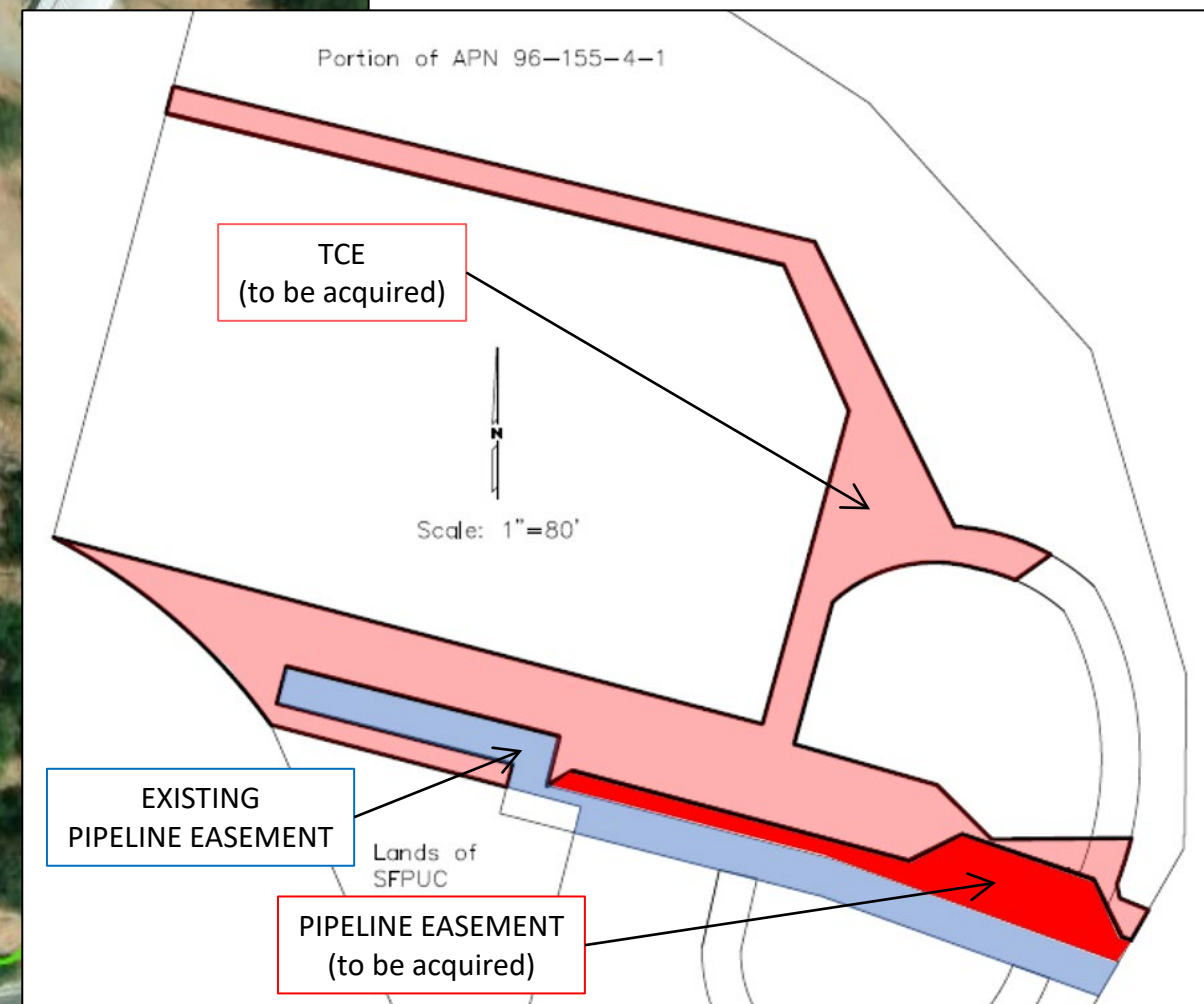 Portion of APN 96-155-4-1
TCE
(to be acquired)
N
Scale: 1"=80'
EXISTING
PIPELINE EASEMENT
Lands of
SFPUC
PIPELINE EASEMENT
(to be acquired)